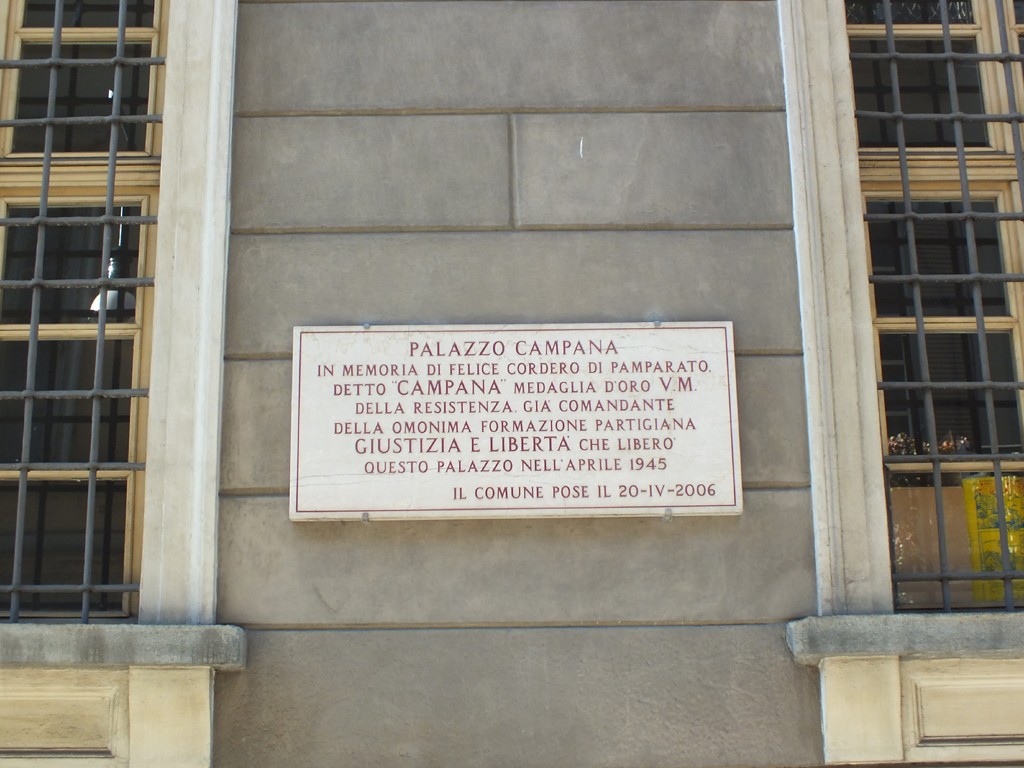 PALAZZO CAMPANA
IN MEMORIA DI FELICE CORDERO DI PAMPARATO,
DETTO "CAMPANA" MEDAGLIA D'ORO V.M.
DELLA RESISTENZA, GIA' COMANDANTE
DELLA OMONIMA FORMAZIONE PARTIGIANA
GIUSTIZIA E LIBERTA' CHE LIBERO'
QUESTO PALAZZO NELL'APRILE 1945
IL COMUNE POSE IL 20-IV-2006